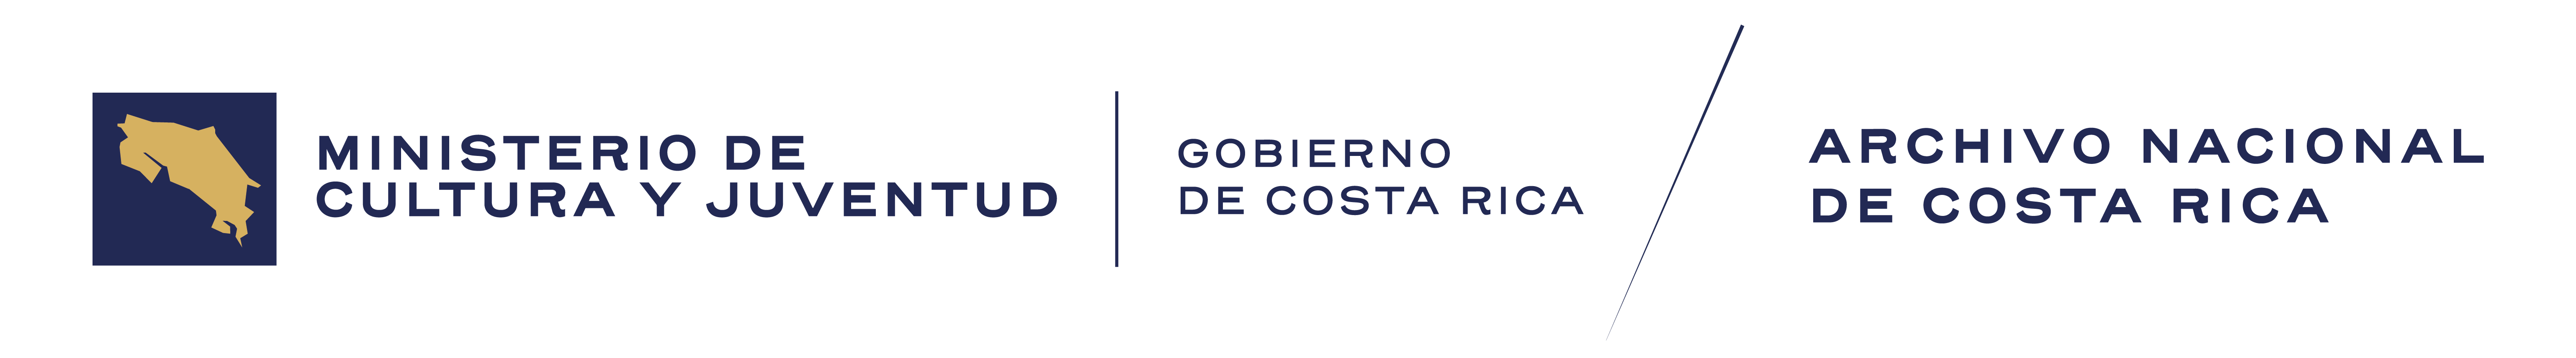 MINISTERIO DE
CULTURA Y JUVENTUD
GOBIERNO
DE COSTA RICA
ARCHIVO NACIONAL
DE COSTA RICA